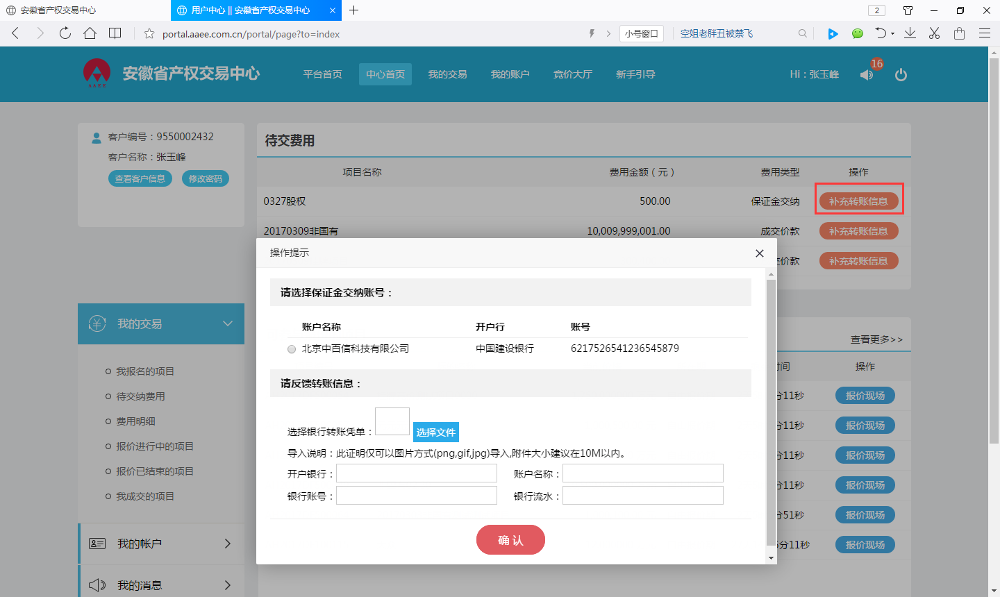 安徽省产权交易中心
用户中心 || 安徽省产权交易中心
2
portal.aaee.com.cn/portal/page?to=index
小号窗口
空姐老胖丑被禁飞
AAEE
安徽省产权交易中心
平台首页
中心首页
我的交易
我的账户
竞价大厅
新手引导
Hi：张玉峰
16
客户编号：9550002432
客户名称：张玉峰
查看客户信息
修改密码
待交费用
项目名称 费用金额（元） 费用类型 操作
0327股权 500.00 保证金交纳 补充转账信息
20170309非国有 10,009,999,001.00 成交价款 补充转账信息
交价款 补充转账信息
操作提示
请选择保证金交纳账号：
账户名称 开户行 账号
北京中百信科技有限公司 中国建设银行 6217526541236545879
请反馈转账信息：
选择银行转账凭单： 选择文件
导入说明：此证明仅可以图片方式(png,gif,jpg)导入,附件大小建议在10M以内。
开户银行： 账户名称：
银行账号： 银行流水：
确 认
我的交易
我报名的项目
待交纳费用
费用明细
报价进行中的项目
报价已结束的项目
我成交的项目
我的帐户
我的消息
查看更多>>
时间 操作
分11秒 报价现场
分11秒 报价现场
分11秒 报价现场
分11秒 报价现场
分51秒 报价现场
5分11秒 报价现场